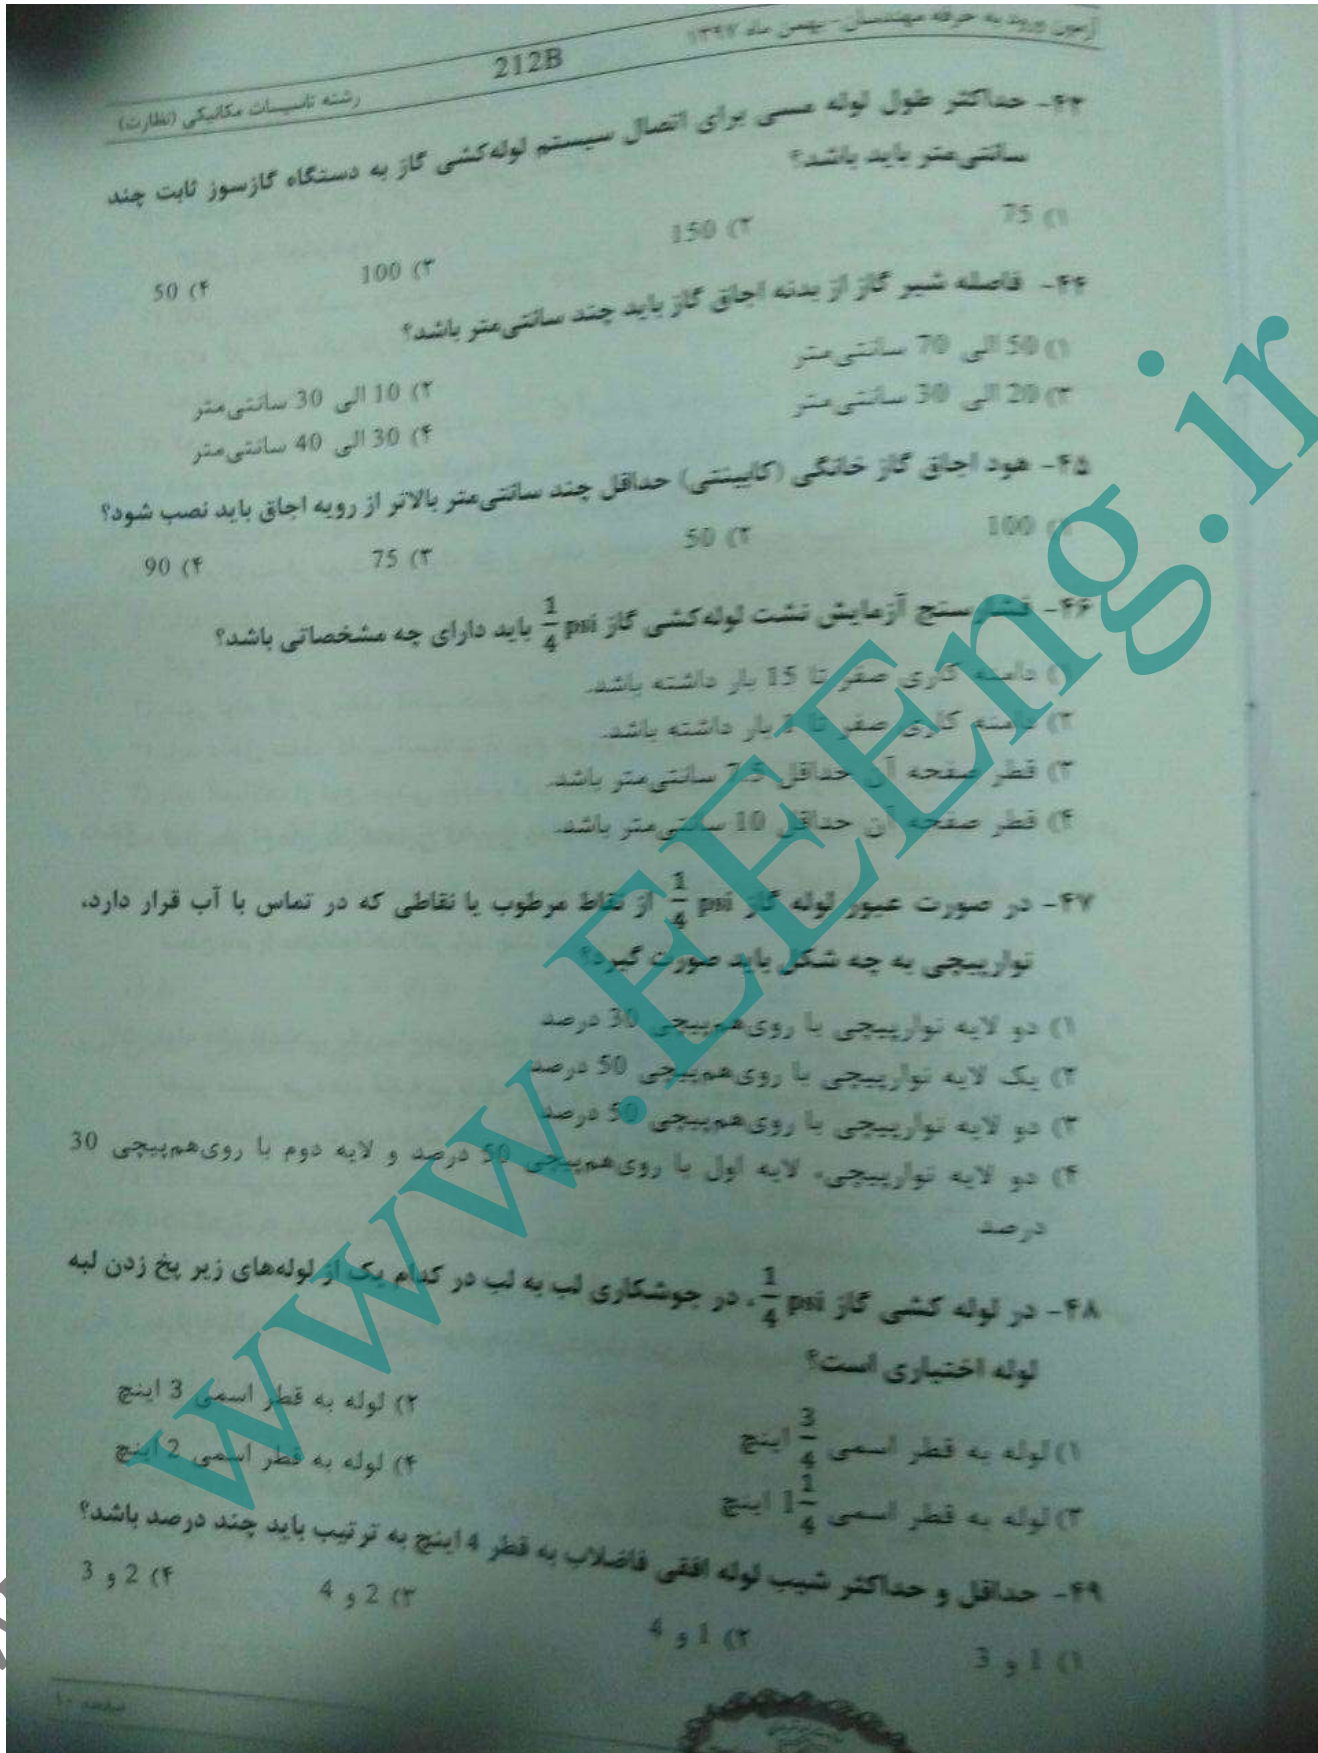 آزمون ورود به حرفه مهندسان - بهمن ماه ۱۳۹۷
212B
رشته تاسیسات مکانیکی (نظارت)
۴۳- حداکثر طول لوله مسی برای اتصال سیستم لوله‌کشی گاز به دستگاه گازسوز ثابت چند
سانتی‌متر باید باشد؟
۱) 75
۲) 150
۳) 100
۴) 50
۴۴- فاصله شیر گاز از بدنه اجاق گاز باید چند سانتی‌متر باشد؟
۱) 50 الی 70 سانتی‌متر
۲) 10 الی 30 سانتی‌متر
۳) 20 الی 30 سانتی‌متر
۴) 30 الی 40 سانتی‌متر
۴۵- هود اجاق گاز خانگی (کابینتی) حداقل چند سانتی‌متر بالاتر از رویه اجاق باید نصب شود؟
۱) 100
۲) 50
۳) 75
۴) 90
۴۶- فشارسنج آزمایش نشت لوله‌کشی گاز 1/4 psi باید دارای چه مشخصاتی باشد؟
۱) دامنه کاری صفر تا 15 بار داشته باشد.
۲) دامنه کاری صفر تا 1 بار داشته باشد.
۳) قطر صفحه آن حداقل 7.5 سانتی‌متر باشد.
۴) قطر صفحه آن حداقل 10 سانتی‌متر باشد.
۴۷- در صورت عبور لوله گاز 1/4 psi از نقاط مرطوب یا نقاطی که در تماس با آب قرار دارد،
نوارپیچی به چه شکل باید صورت گیرد؟
۱) دو لایه نوارپیچی با روی‌هم‌پیچی 30 درصد
۲) یک لایه نوارپیچی با روی‌هم‌پیچی 50 درصد
۳) دو لایه نوارپیچی با روی‌هم‌پیچی 50 درصد
۴) دو لایه نوارپیچی، لایه اول با روی‌هم‌پیچی 50 درصد و لایه دوم با روی‌هم‌پیچی 30
درصد
۴۸- در لوله کشی گاز 1/4 psi، در جوشکاری لب به لب در کدام یک از لوله‌های زیر پخ زدن لبه
لوله اختیاری است؟
۱) لوله به قطر اسمی 3/4 اینچ
۲) لوله به قطر اسمی 3 اینچ
۳) لوله به قطر اسمی 1 1/4 اینچ
۴) لوله به قطر اسمی 2 اینچ
۴۹- حداقل و حداکثر شیب لوله افقی فاضلاب به قطر 4 اینچ به ترتیب باید چند درصد باشد؟
۱) 1 و 3
۲) 1 و 4
۳) 2 و 4
۴) 2 و 3
صفحه ۱۰
www.EEEng.ir